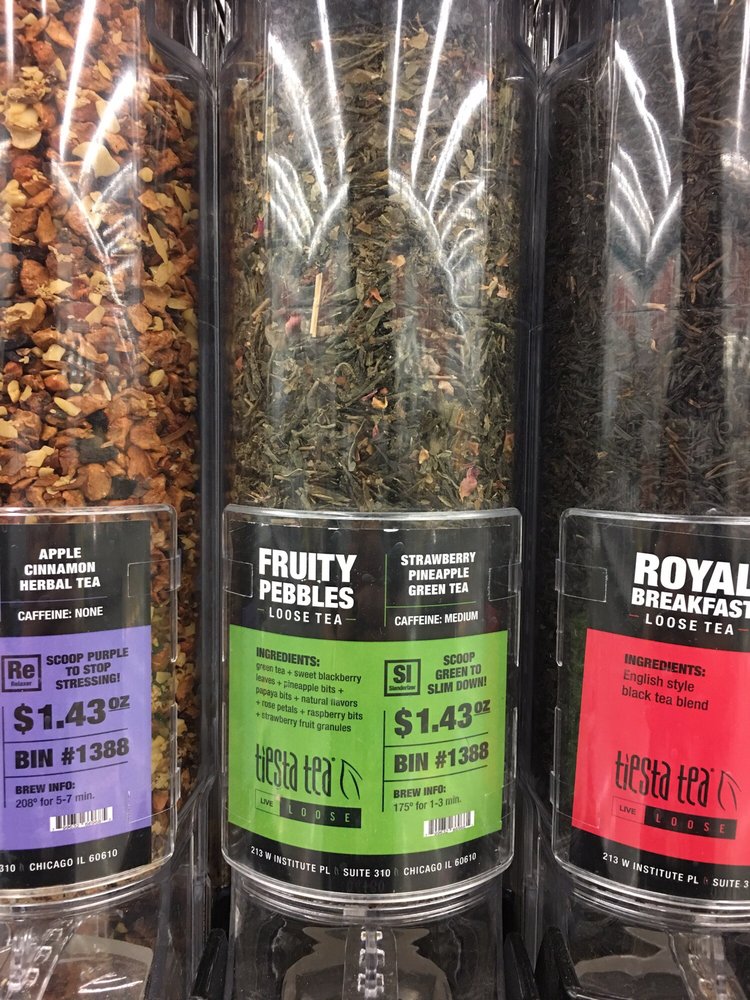 APPLE
CINNAMON
HERBAL TEA
CAFFEINE: NONE
Re
Relaxer
SCOOP PURPLE
TO STOP
STRESSING!
$1.43oz
BIN #1388
BREW INFO:
208° for 5-7 min.
310 CHICAGO IL 60610
FRUITY
PEBBLES
LOOSE TEA
STRAWBERRY
PINEAPPLE
GREEN TEA
CAFFEINE: MEDIUM
INGREDIENTS:
green tea + sweet blackberry
leaves + pineapple bits +
papaya bits + natural flavors
+ rose petals + raspberry bits
+ strawberry fruit granules
Sl
Slenderizer
SCOOP
GREEN TO
SLIM DOWN!
$1.43oz
BIN #1388
BREW INFO:
175° for 1-3 min.
tiesta tea®
LIVE LOOSE
213 W INSTITUTE PL SUITE 310 CHICAGO IL 60610
ROYAL
BREAKFAST
LOOSE TEA
INGREDIENTS:
English style
black tea blend
tiesta tea®
LIVE LOOSE
213 W INSTITUTE PL SUITE 3